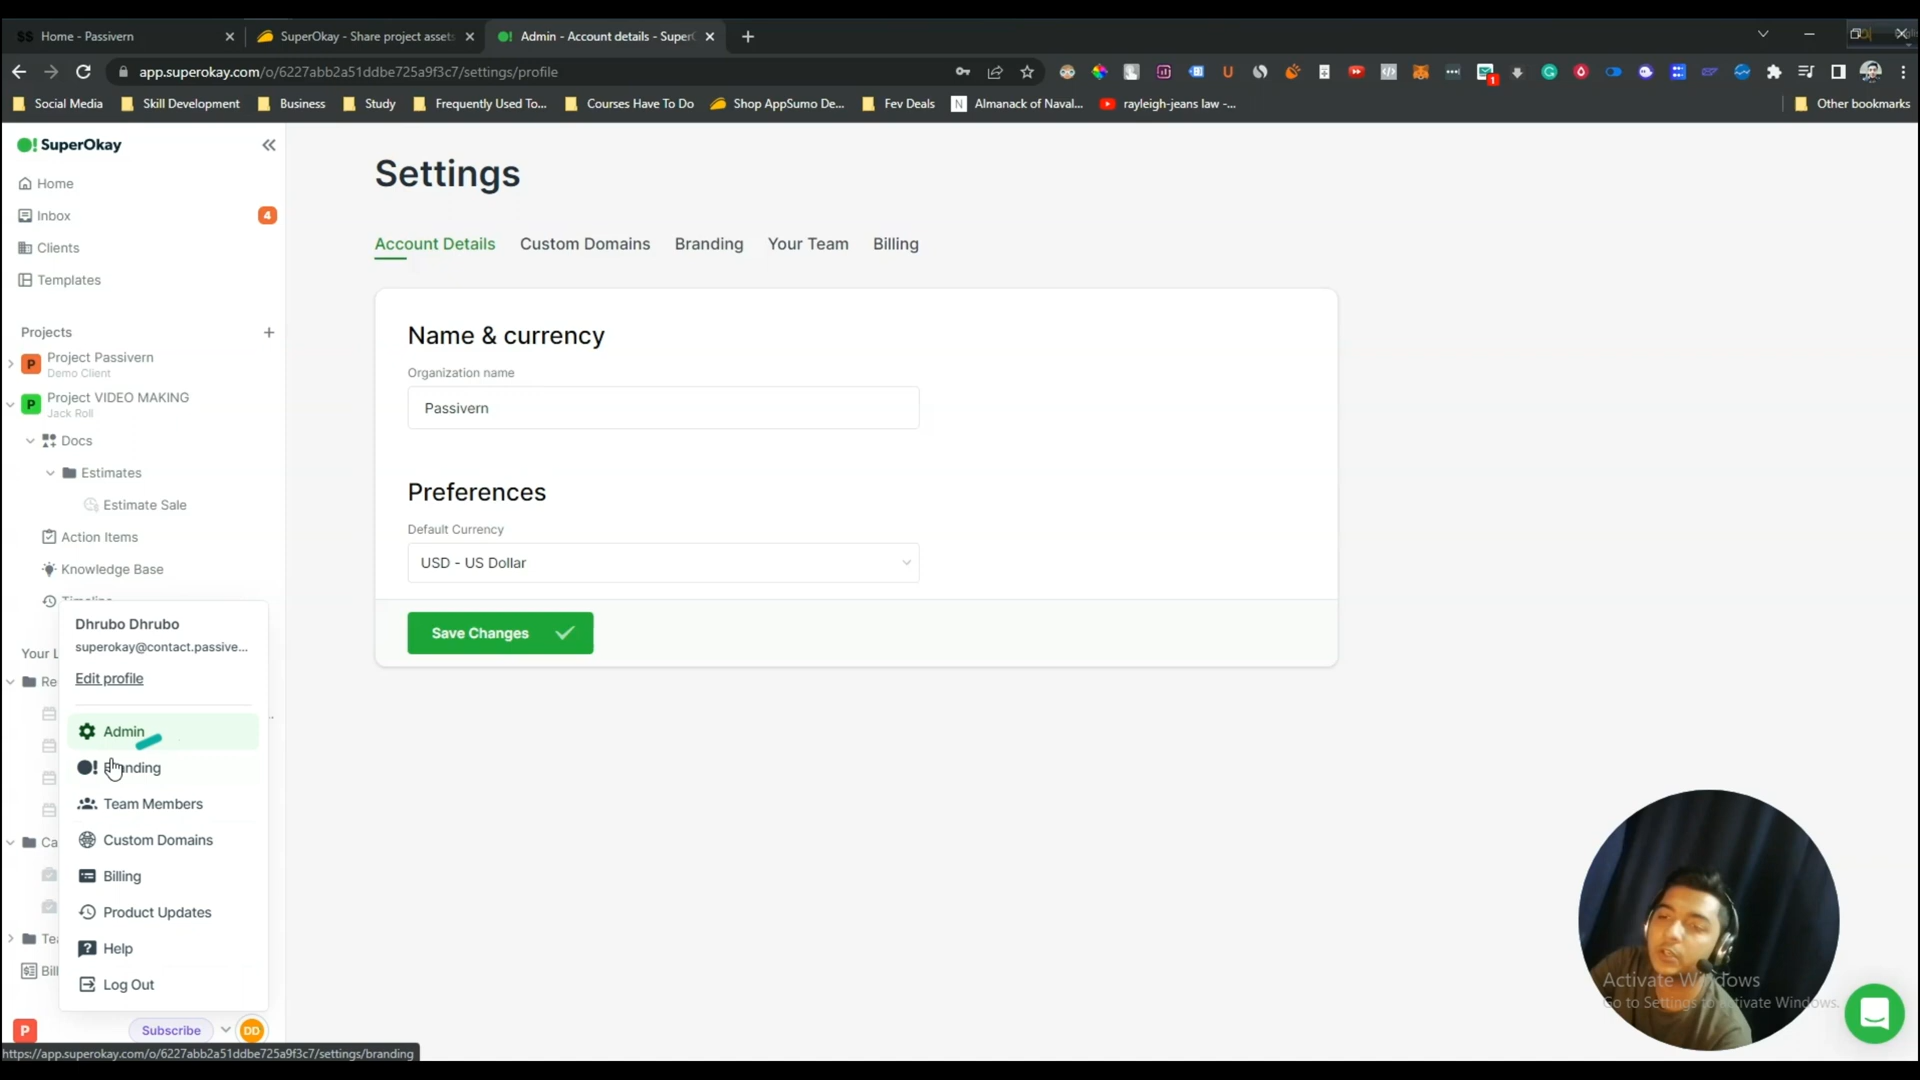 Home - Passivern
SuperOkay - Share project assets
Admin - Account details - Super
app.superokay.com/o/6227abb2a51ddbe725a9f3c7/settings/profile
Social Media
Skill Development
Business
Study
Frequently Used To...
Courses Have To Do
Shop AppSumo De...
Fev Deals
Almanack of Naval...
rayleigh-jeans law -...
Other bookmarks
SuperOkay
Home
Inbox
4
Clients
Templates
Projects
P
Project Passivern
Demo Client
P
Project VIDEO MAKING
Jack Roll
Docs
Estimates
Estimate Sale
Action Items
Knowledge Base
Timeline
Your L
Re
Ca
Te
Bil
Dhrubo Dhrubo
superokay@contact.passive...
Edit profile
Admin
Branding
Team Members
Custom Domains
Billing
Product Updates
Help
Log Out
P
Subscribe
DD
https://app.superokay.com/o/6227abb2a51ddbe725a9f3c7/settings/branding
Settings
Account Details
Custom Domains
Branding
Your Team
Billing
Name & currency
Organization name
Passivern
Preferences
Default Currency
USD - US Dollar
Save Changes
Activate Windows
Go to Settings to activate Windows.